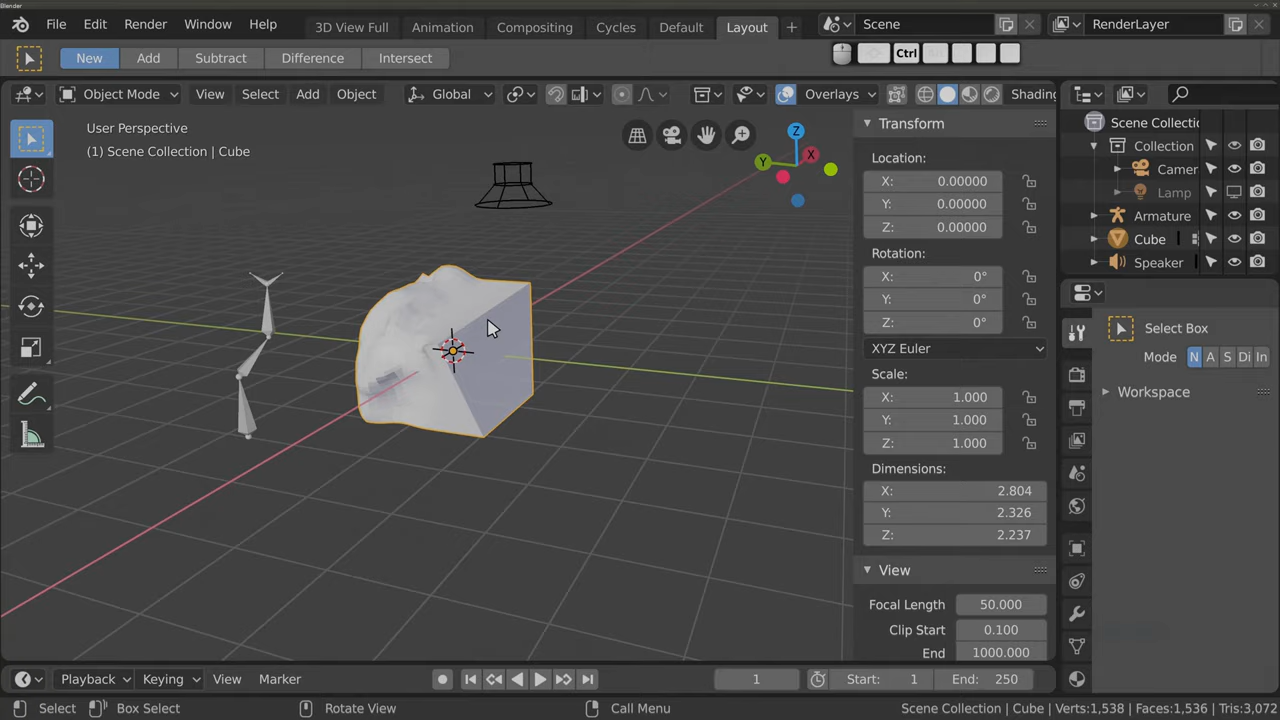 Blender
File Edit Render Window Help 3D View Full Animation Compositing Cycles Default Layout Scene RenderLayer
New Add Subtract Difference Intersect Ctrl
Object Mode View Select Add Object Global Overlays Shading
User Perspective
(1) Scene Collection | Cube
Z
X
Y
Transform
Location:
X: 0.00000
Y: 0.00000
Z: 0.00000
Rotation:
X: 0°
Y: 0°
Z: 0°
XYZ Euler
Scale:
X: 1.000
Y: 1.000
Z: 1.000
Dimensions:
X: 2.804
Y: 2.326
Z: 2.237
View
Focal Length 50.000
Clip Start 0.100
End 1000.000
Scene Collectic
Collection
Camer
Lamp
Armature
Cube
Speaker
Select Box
Mode N A S Di In
Workspace
Playback Keying View Marker 1 Start: 1 End: 250
Select Box Select Rotate View Call Menu Scene Collection | Cube | Verts:1,538 | Faces:1,536 | Tris:3,072